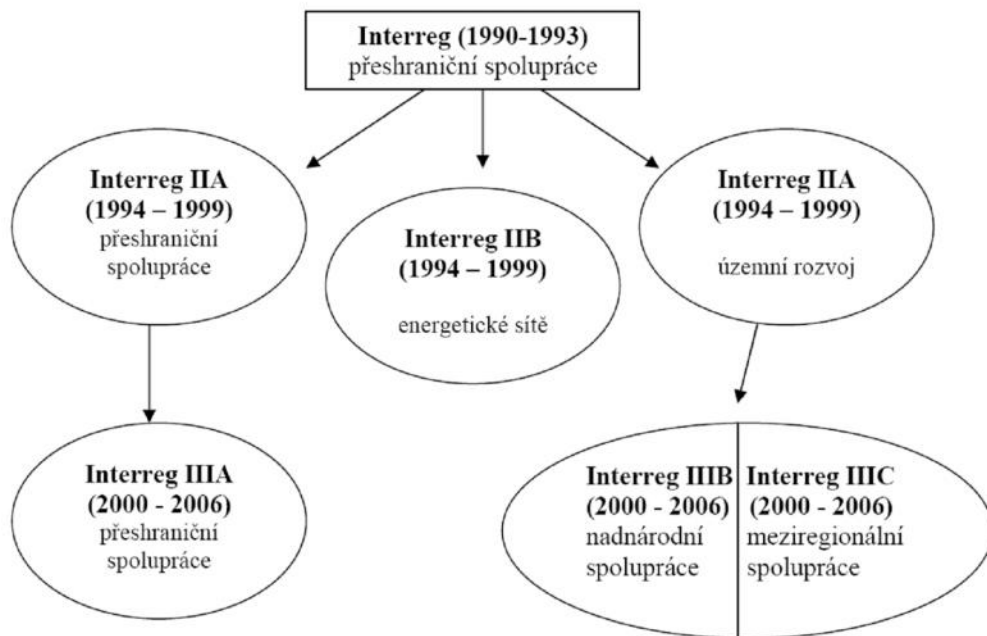 Interreg (1990-1993)
přeshraniční spolupráce
Interreg IIA
(1994 – 1999)
přeshraniční
spolupráce
Interreg IIB
(1994 – 1999)
energetické sítě
Interreg IIA
(1994 – 1999)
územní rozvoj
Interreg IIIA
(2000 - 2006)
přeshraniční
spolupráce
Interreg IIIB
(2000 - 2006)
nadnárodní
spolupráce
Interreg IIIC
(2000 - 2006)
meziregionální
spolupráce